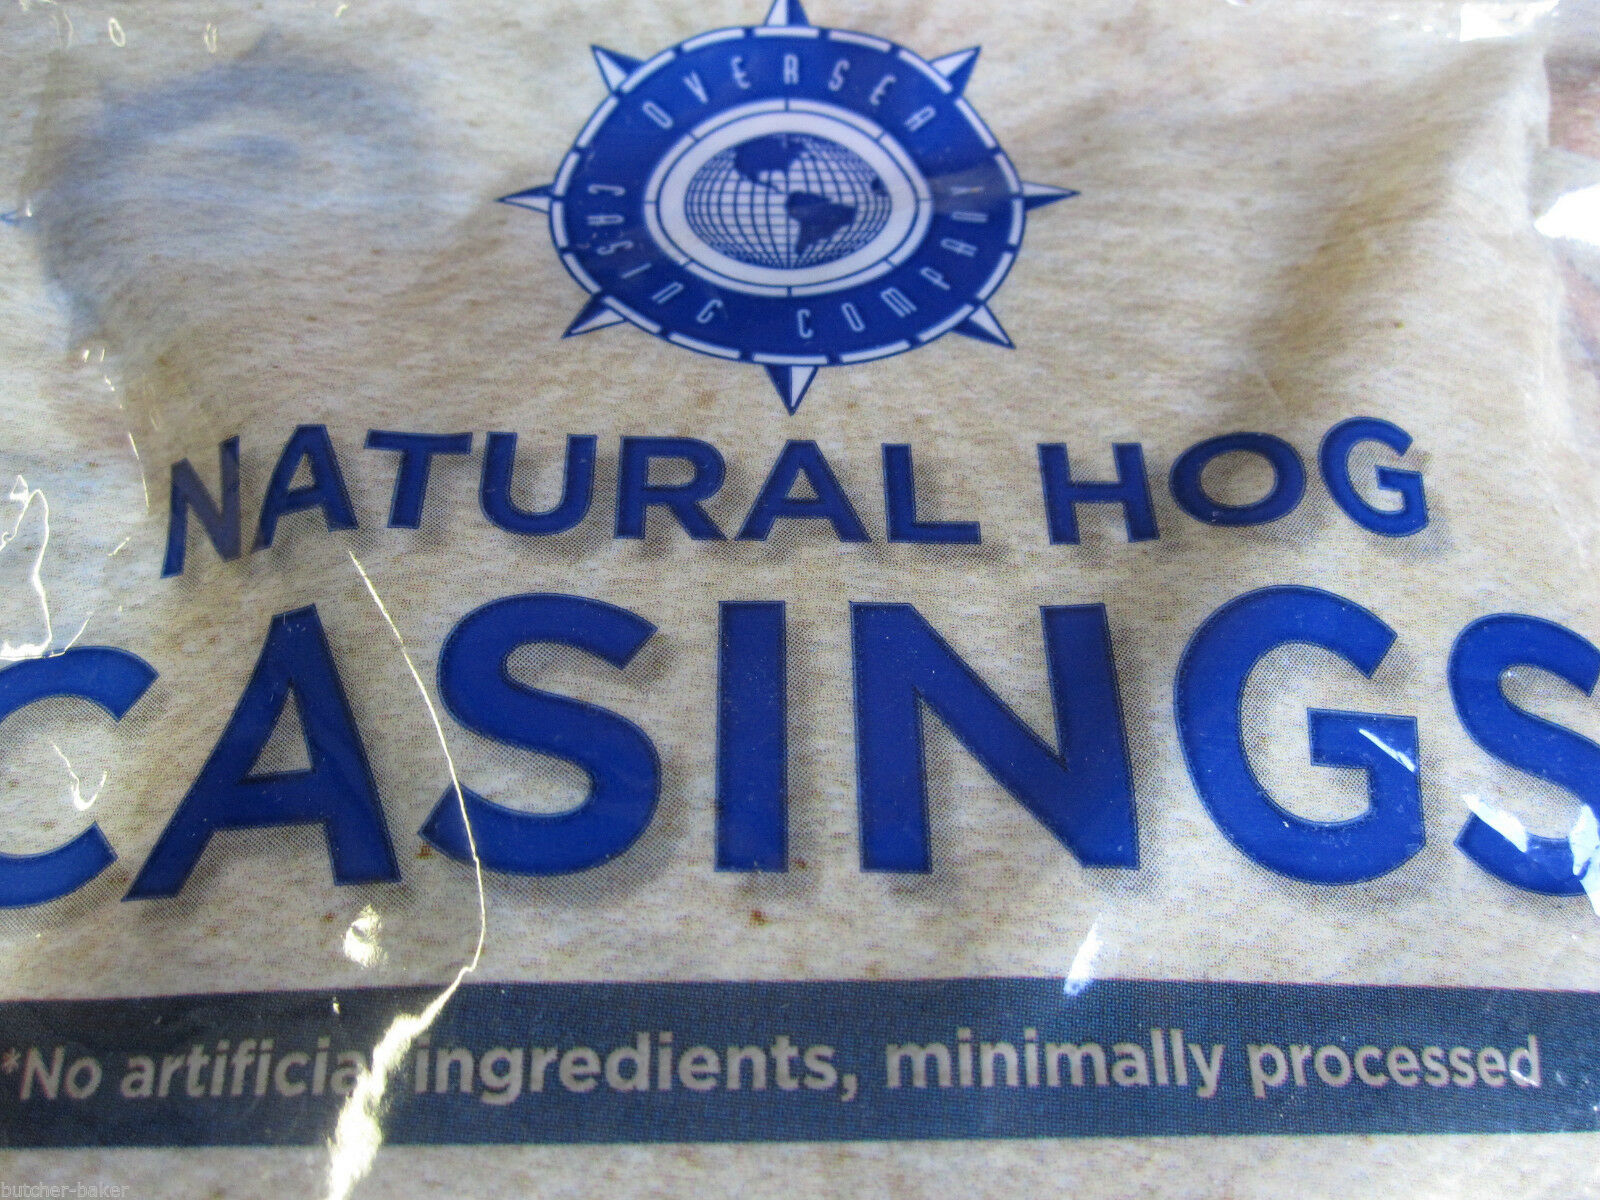 OVERSEA CASING COMPANY
NATURAL HOG
CASINGS
*No artificial ingredients, minimally processed
butcher-baker